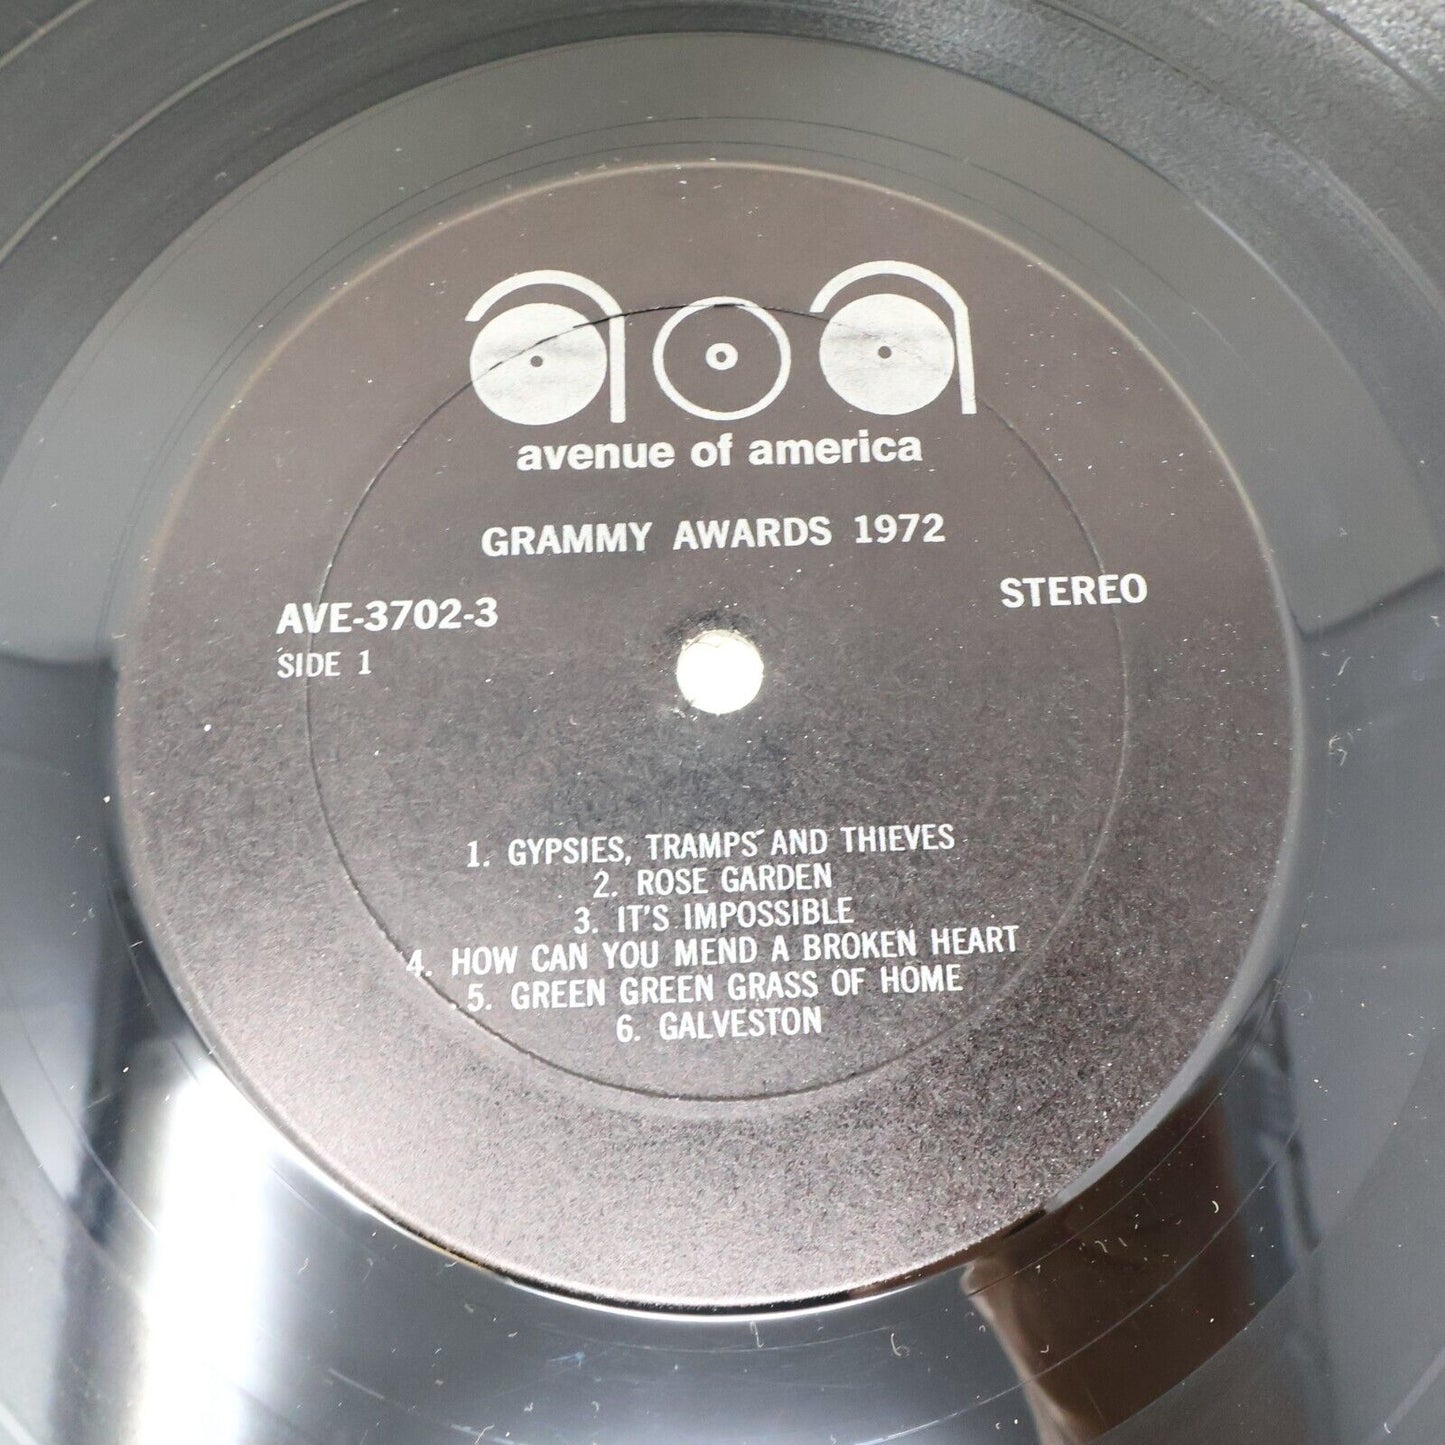 aoa
avenue of america
GRAMMY AWARDS 1972
AVE-3702-3
STEREO
SIDE 1
1. GYPSIES, TRAMPS AND THIEVES
2. ROSE GARDEN
3. IT'S IMPOSSIBLE
4. HOW CAN YOU MEND A BROKEN HEART
5. GREEN GREEN GRASS OF HOME
6. GALVESTON